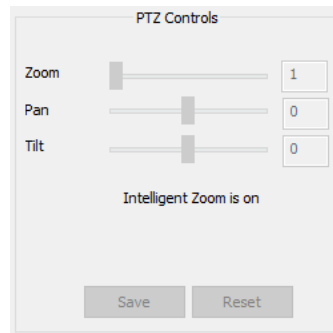 PTZ Controls
Zoom 1
Pan 0
Tilt 0
Intelligent Zoom is on
Save Reset